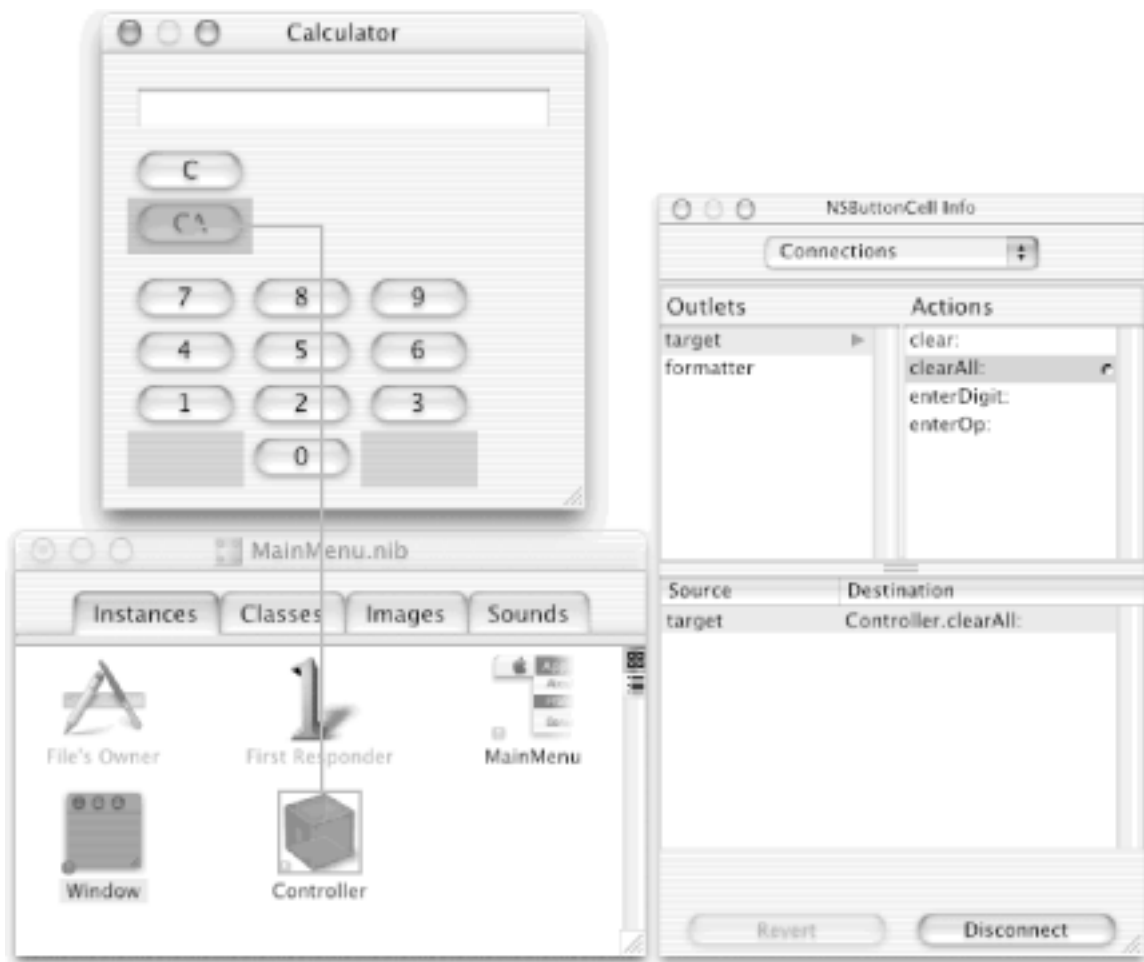 Calculator
C
CA
7 8 9
4 5 6
1 2 3
0
MainMenu.nib
Instances Classes Images Sounds
File's Owner First Responder MainMenu
Window Controller
NSButtonCell Info
Connections
Outlets Actions
target clear:
formatter clearAll:
enterDigit:
enterOp:
Source Destination
target Controller.clearAll:
Revert Disconnect